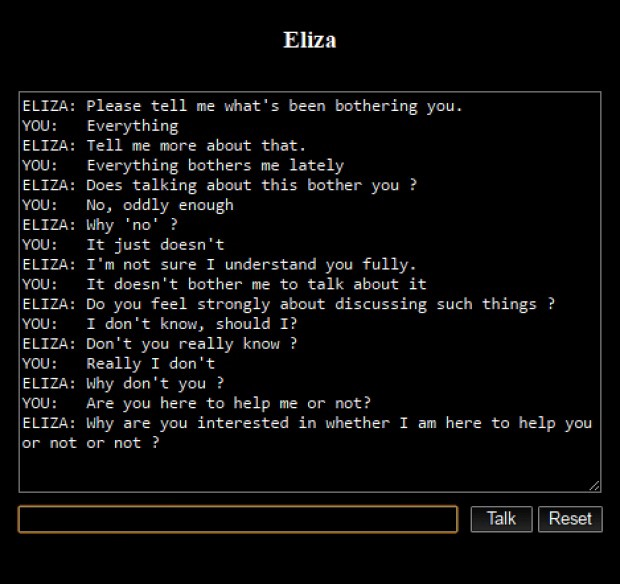 Eliza
ELIZA: Please tell me what's been bothering you.
YOU:   Everything
ELIZA: Tell me more about that.
YOU:   Everything bothers me lately
ELIZA: Does talking about this bother you ?
YOU:   No, oddly enough
ELIZA: Why 'no' ?
YOU:   It just doesn't
ELIZA: I'm not sure I understand you fully.
YOU:   It doesn't bother me to talk about it
ELIZA: Do you feel strongly about discussing such things ?
YOU:   I don't know, should I?
ELIZA: Don't you really know ?
YOU:   Really I don't
ELIZA: Why don't you ?
YOU:   Are you here to help me or not?
ELIZA: Why are you interested in whether I am here to help you
or not or not ?
Talk Reset